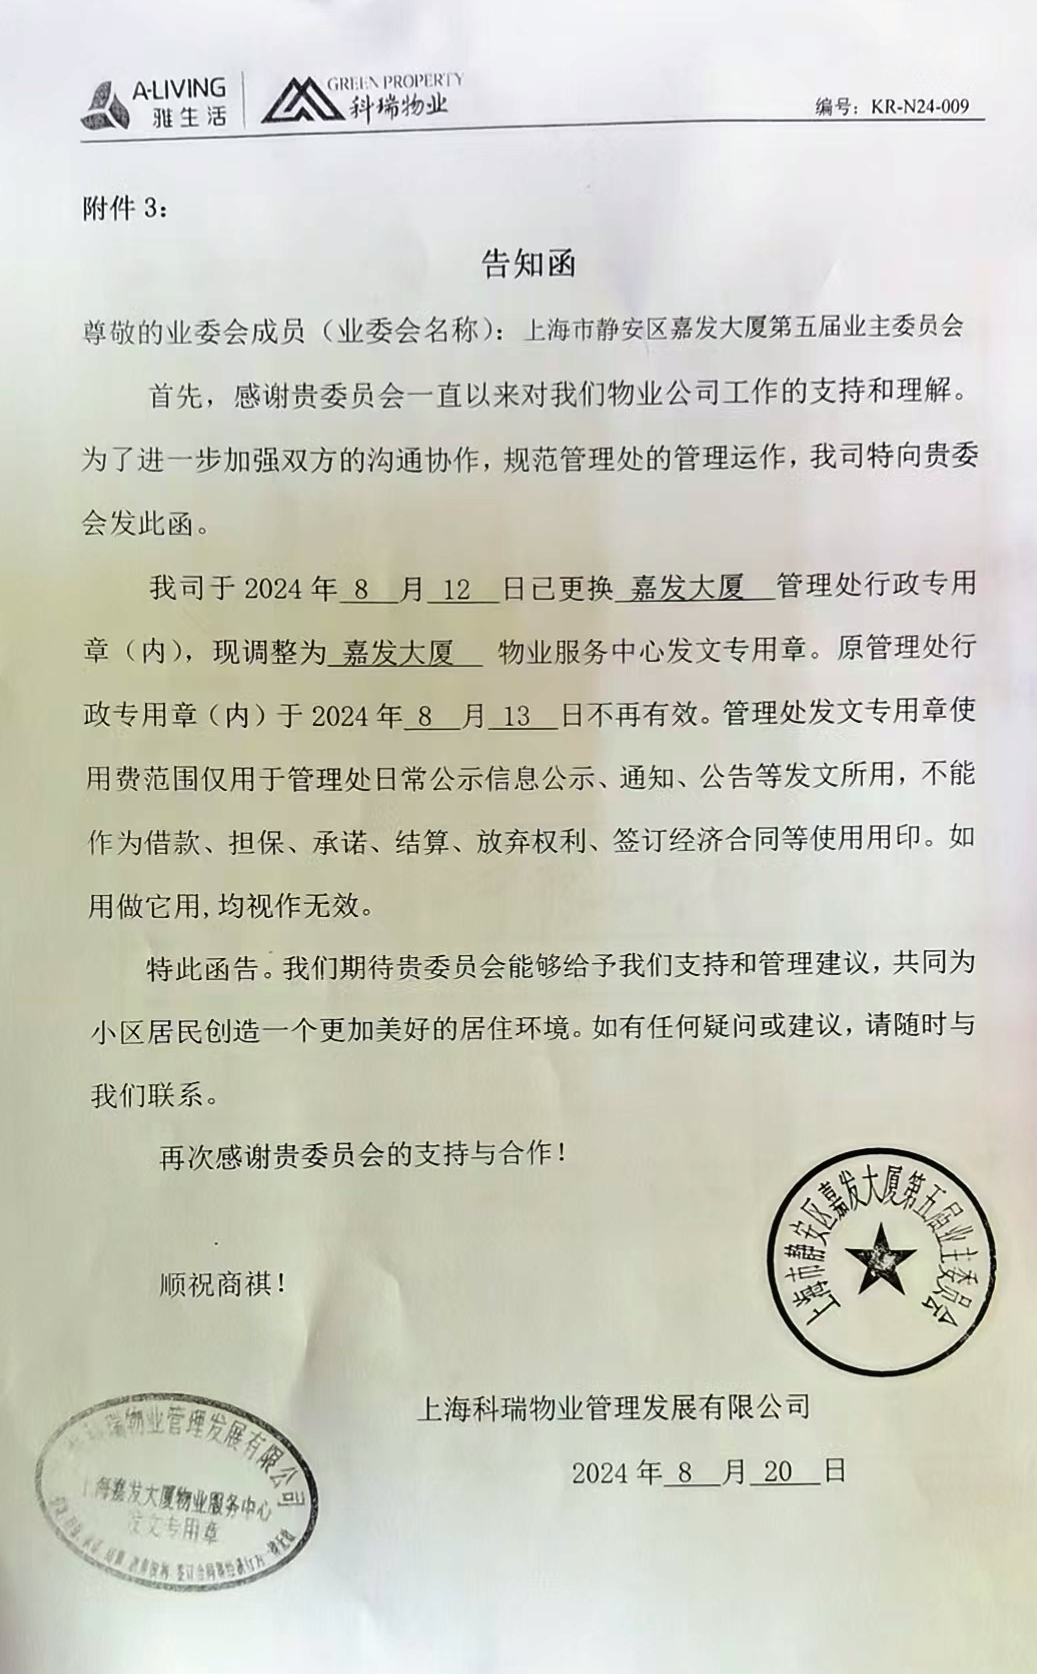 A-LIVING
雅生活
GREEN PROPERTY
科瑞物业
编号：KR-N24-009
附件 3：
告知函
尊敬的业委会成员（业委会名称）：上海市静安区嘉发大厦第五届业主委员会
首先，感谢贵委员会一直以来对我们物业公司工作的支持和理解。
为了进一步加强双方的沟通协作，规范管理处的管理运作，我司特向贵委
会发此函。
我司于 2024 年 8 月 12 日已更换 嘉发大厦 管理处行政专用
章（内），现调整为 嘉发大厦 物业服务中心发文专用章。原管理处行
政专用章（内）于 2024 年 8 月 13 日不再有效。管理处发文专用章使
用费范围仅用于管理处日常公示信息公示、通知、公告等发文所用，不能
作为借款、担保、承诺、结算、放弃权利、签订经济合同等使用用印。如
用做它用,均视作无效。
特此函告。我们期待贵委员会能够给予我们支持和管理建议，共同为
小区居民创造一个更加美好的居住环境。如有任何疑问或建议，请随时与
我们联系。
再次感谢贵委员会的支持与合作！
顺祝商祺！
上海市静安区嘉发大厦第五届业主委员会
上海科瑞物业管理发展有限公司
2024 年 8 月 20 日
科瑞物业管理发展有限公司
上海嘉发大厦物业服务中心
发文专用章